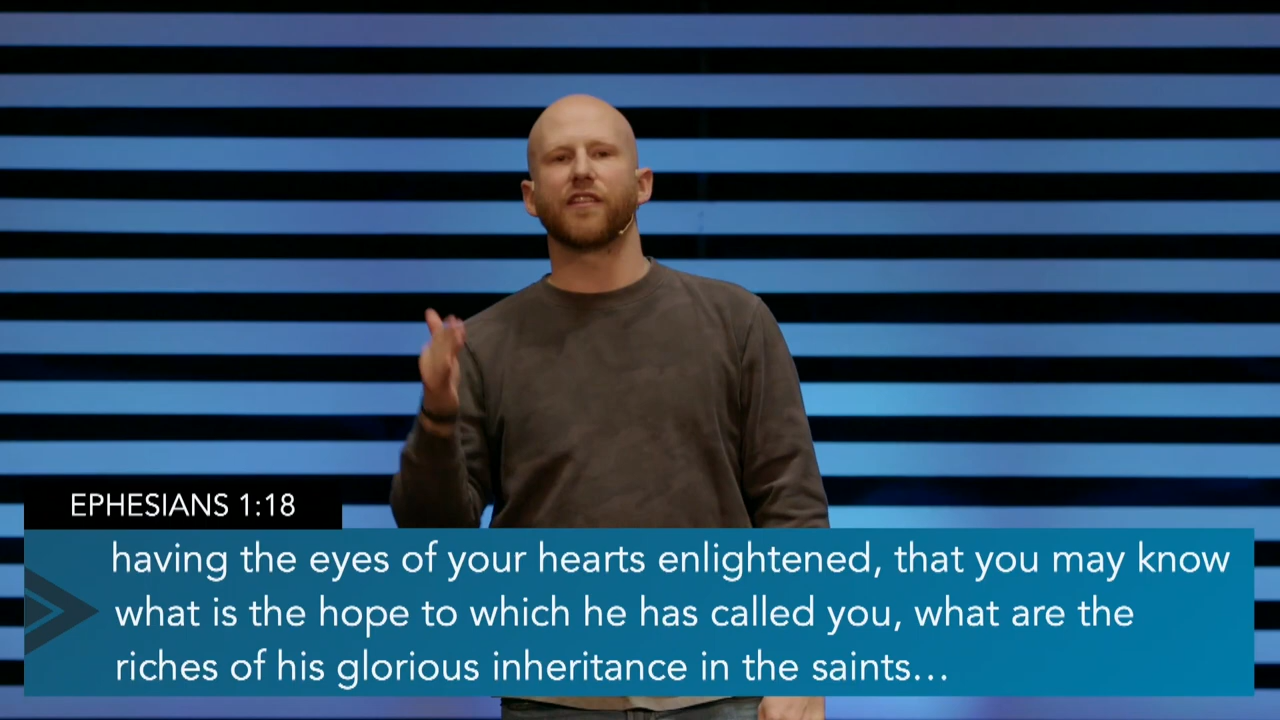 EPHESIANS 1:18
having the eyes of your hearts enlightened, that you may know
what is the hope to which he has called you, what are the
riches of his glorious inheritance in the saints…